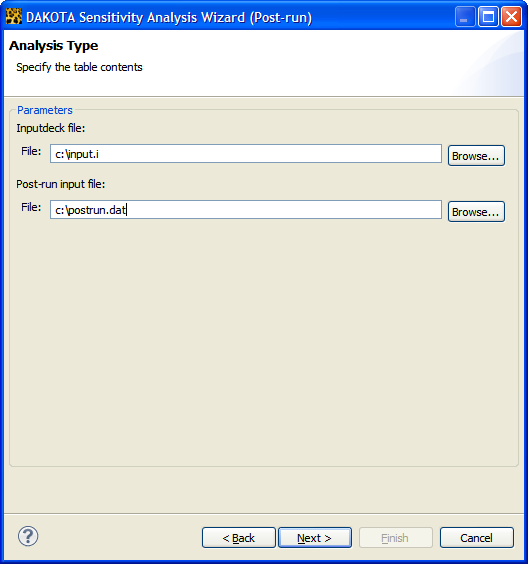 DAKOTA Sensitivity Analysis Wizard (Post-run)
Analysis Type
Specify the table contents
Parameters
Inputdeck file:
File: c:\input.i Browse...
Post-run input file:
File: c:\postrun.dat Browse...
? < Back Next > Finish Cancel